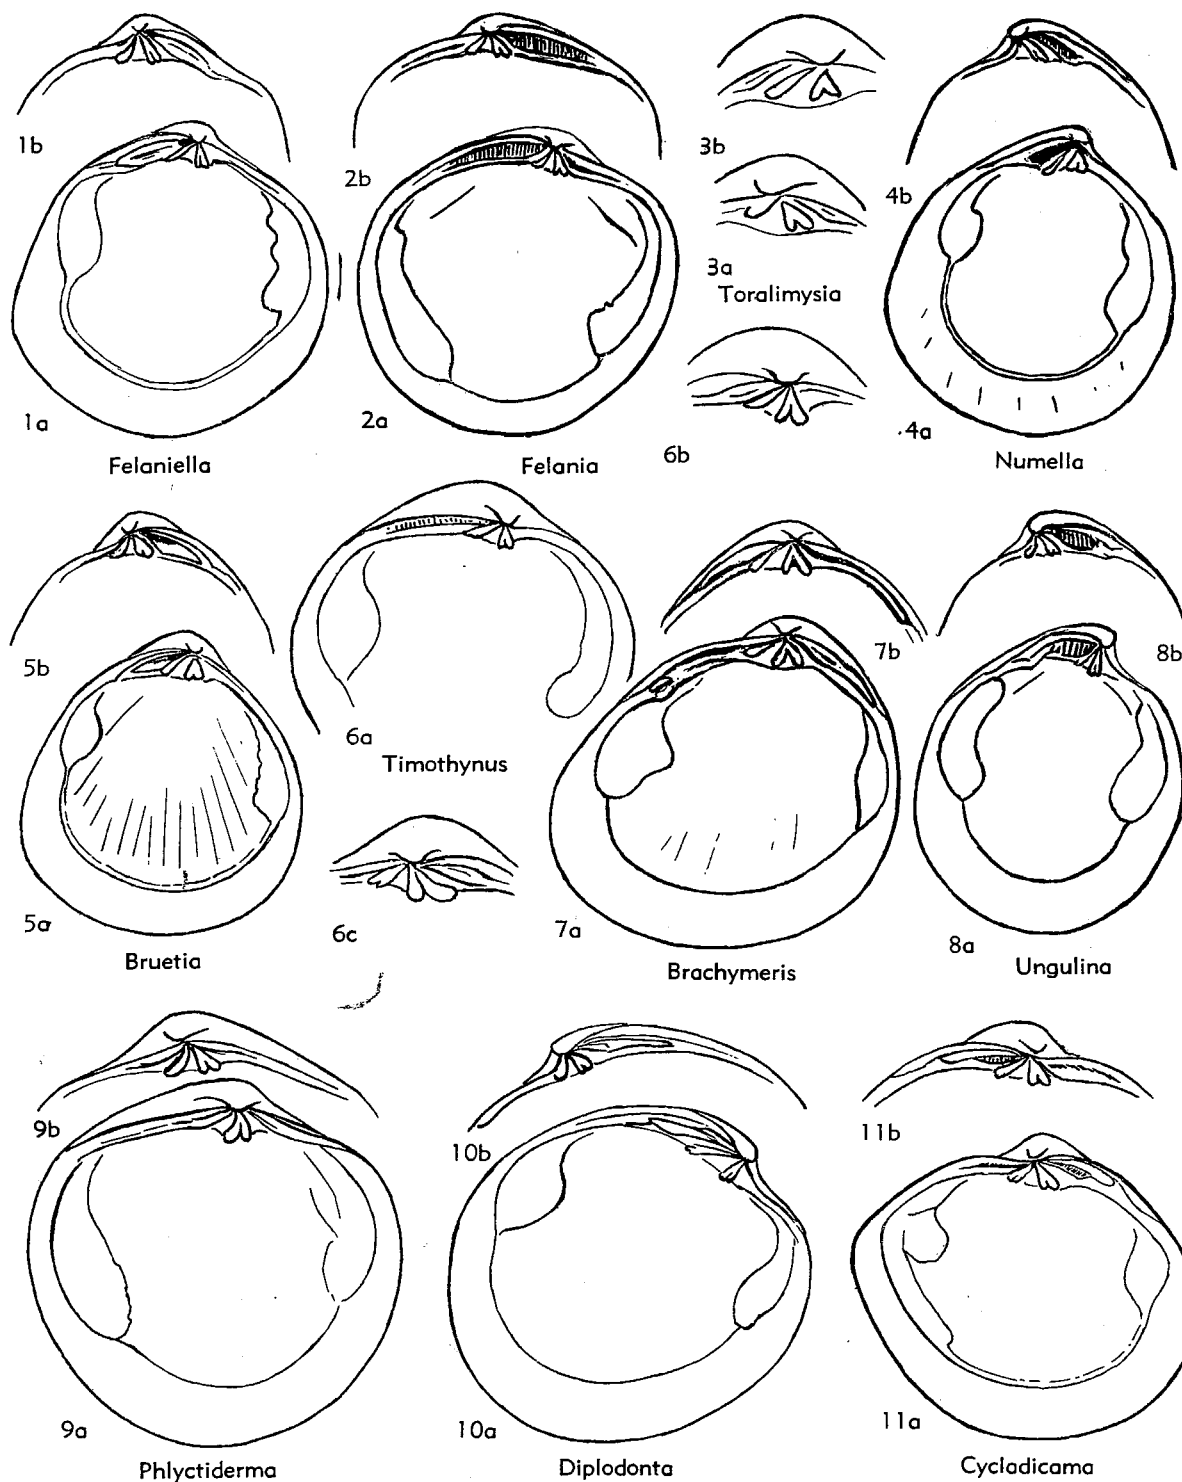 1b
2b
3b
4b
3a
Toralimysia
1a
2a
6b
.4a
Felaniella
Felania
Numella
5b
7b
8b
6a
Timothynus
5a
6c
7a
8a
Bruetia
Brachymeris
Ungulina
9b
10b
11b
9a
10a
11a
Phlyctiderma
Diplodonta
Cycladicama